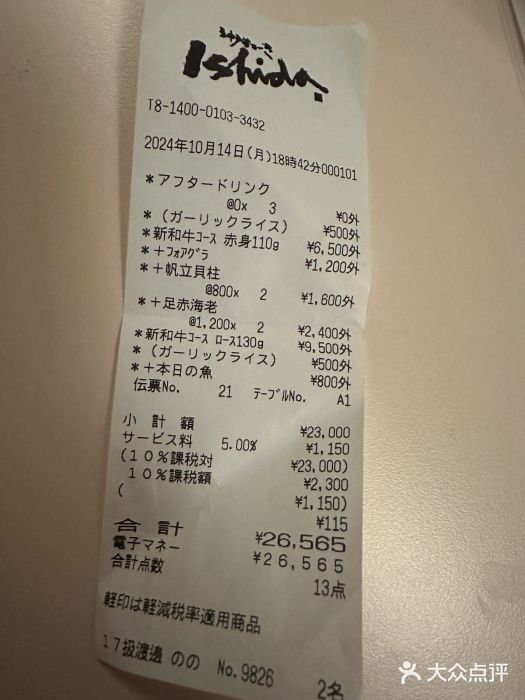 Ishida.
T8-1400-0103-3432
2024年10月14日(月)18時42分000101
*アフタードリンク
@0x 3 ¥0外
*(ガーリックライス) ¥500外
*新和牛コース 赤身110g ¥6,500外
*+フォアグラ ¥1,200外
*+帆立貝柱
@800x 2 ¥1,600外
*+足赤海老
@1,200x 2 ¥2,400外
*新和牛コース ロース130g ¥9,500外
*(ガーリックライス) ¥500外
*+本日の魚 ¥800外
伝票No. 21 テーブルNo. A1
小計額 ¥23,000
サービス料 5.00% ¥1,150
(10%課税対 ¥23,000)
10%課税額 ¥2,300
( ¥1,150)
¥115
合計 ¥26,565
電子マネー ¥26,565
合計点数 13点
軽印は軽減税率適用商品
17扱渡邊 のの No.9826 2名
大众点评